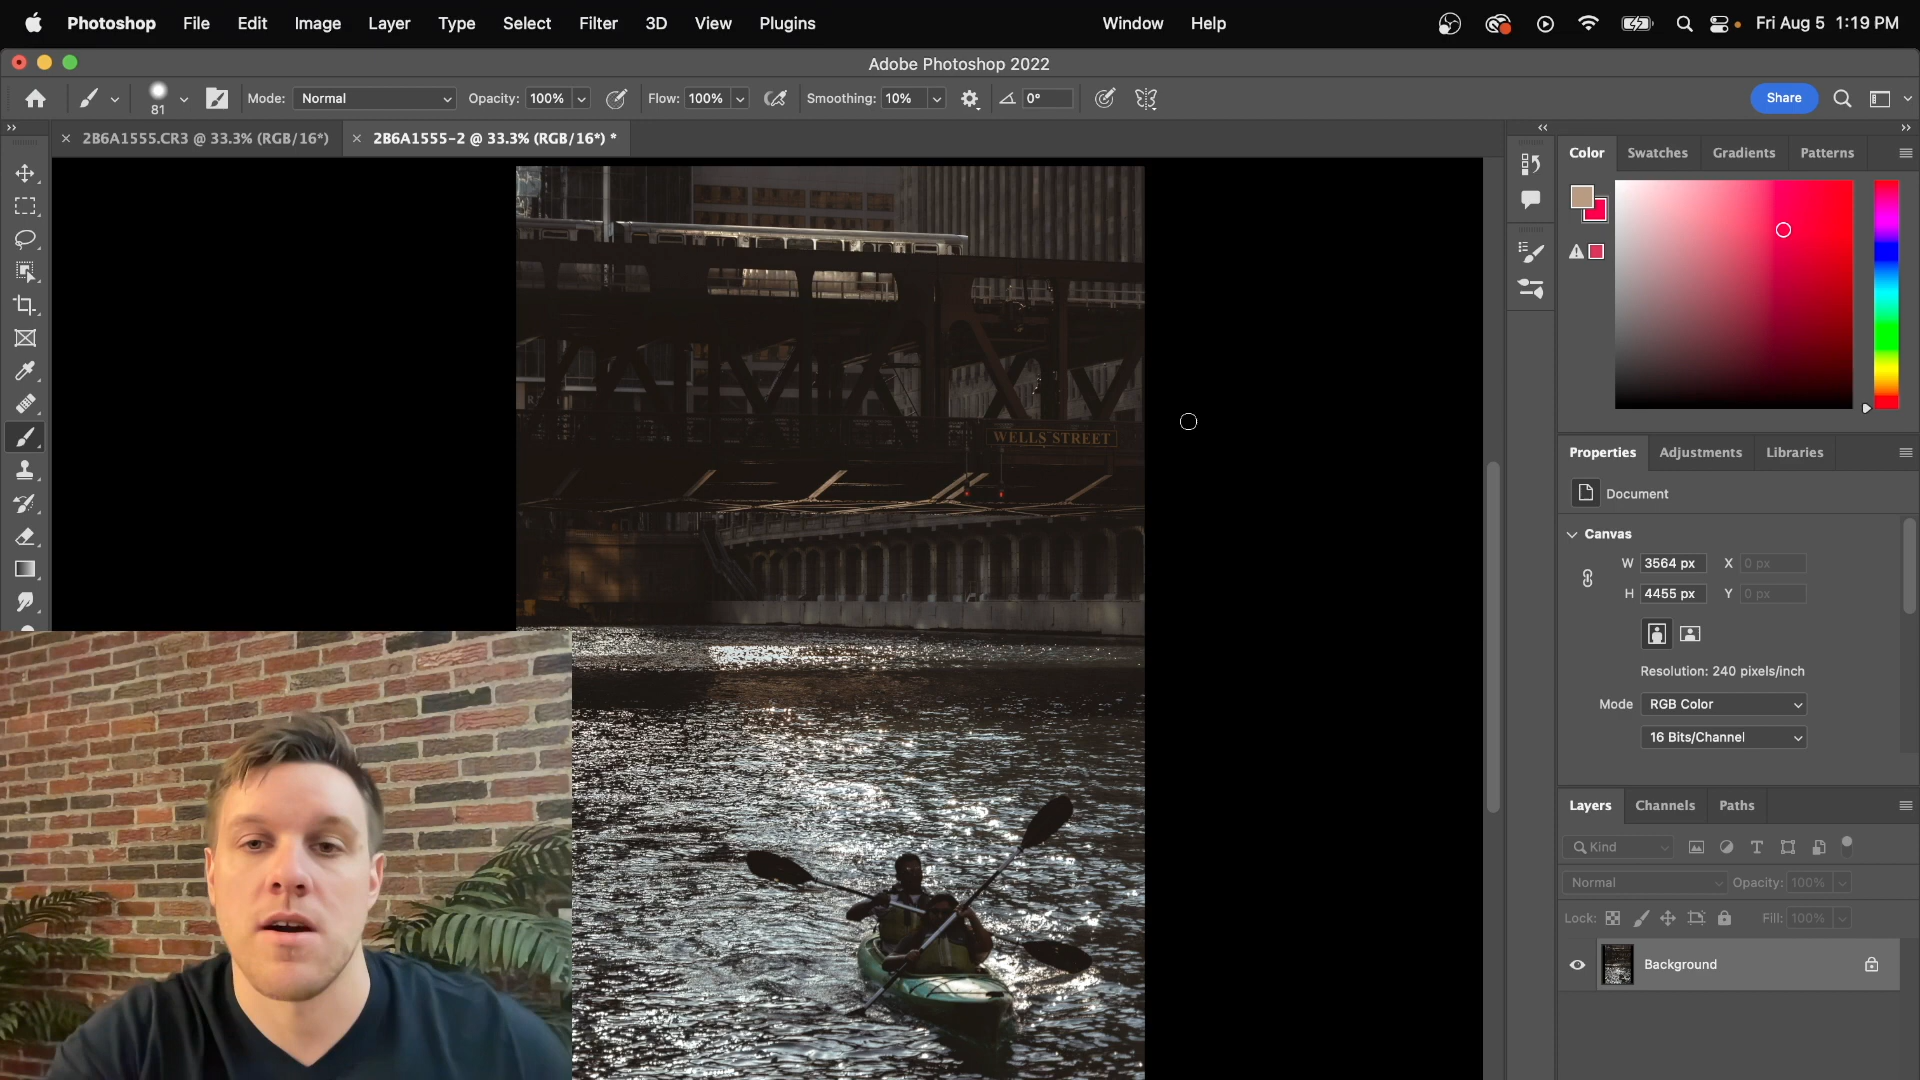 Photoshop File Edit Image Layer Type Select Filter 3D View Plugins Window Help Fri Aug 5 1:19 PM
Adobe Photoshop 2022
81 Mode: Normal Opacity: 100% Flow: 100% Smoothing: 10% 0° Share
2B6A1555.CR3 @ 33.3% (RGB/16*) 2B6A1555-2 @ 33.3% (RGB/16*) *
Color Swatches Gradients Patterns
WELLS STREET
Properties Adjustments Libraries
Document
Canvas
W 3564 px X 0 px
H 4455 px Y 0 px
Resolution: 240 pixels/inch
Mode RGB Color
16 Bits/Channel
Layers Channels Paths
Kind
Normal Opacity: 100%
Lock: Fill: 100%
Background